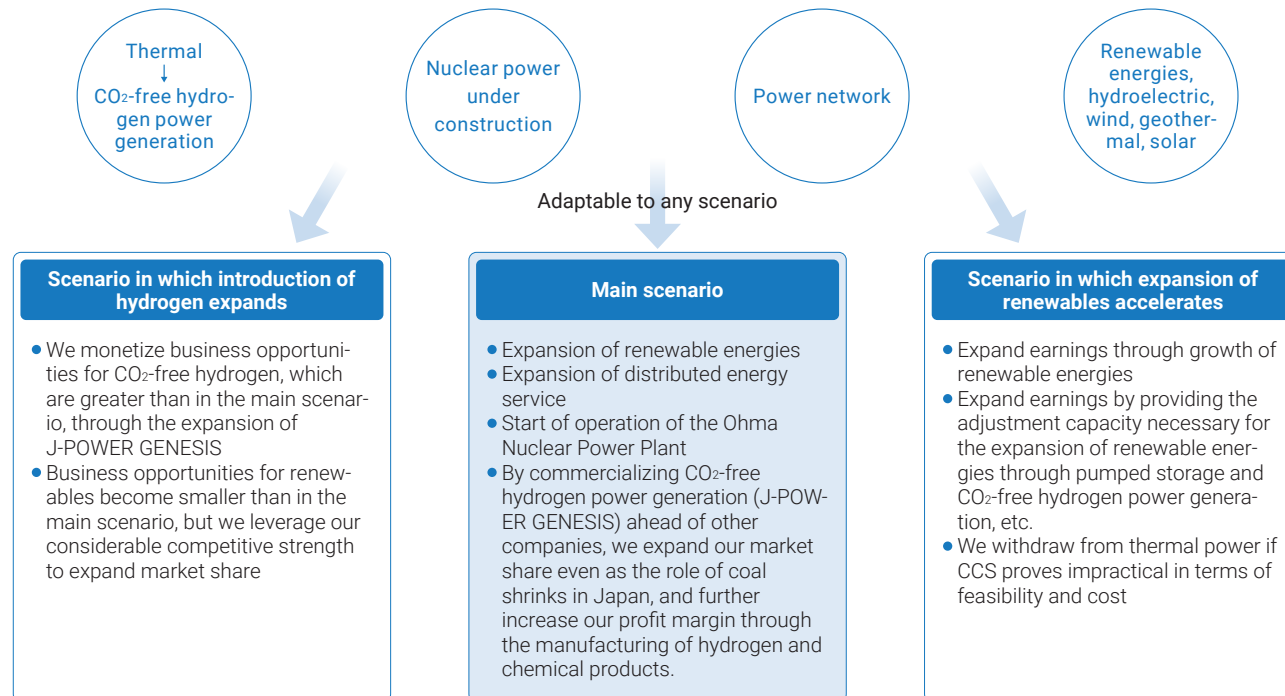 Thermal
↓
CO2-free hydro-
gen power
generation
Nuclear power
under
construction
Power network
Renewable
energies,
hydroelectric,
wind, geother-
mal, solar
Adaptable to any scenario
Scenario in which introduction of
hydrogen expands
• We monetize business opportuni-
ties for CO2-free hydrogen, which
are greater than in the main scenar-
io, through the expansion of
J-POWER GENESIS
• Business opportunities for renew-
ables become smaller than in the
main scenario, but we leverage our
considerable competitive strength
to expand market share
Main scenario
• Expansion of renewable energies
• Expansion of distributed energy
service
• Start of operation of the Ohma
Nuclear Power Plant
• By commercializing CO2-free
hydrogen power generation (J-POW-
ER GENESIS) ahead of other
companies, we expand our market
share even as the role of coal
shrinks in Japan, and further
increase our profit margin through
the manufacturing of hydrogen and
chemical products.
Scenario in which expansion of
renewables accelerates
• Expand earnings through growth of
renewable energies
• Expand earnings by providing the
adjustment capacity necessary for
the expansion of renewable ener-
gies through pumped storage and
CO2-free hydrogen power genera-
tion, etc.
• We withdraw from thermal power if
CCS proves impractical in terms of
feasibility and cost